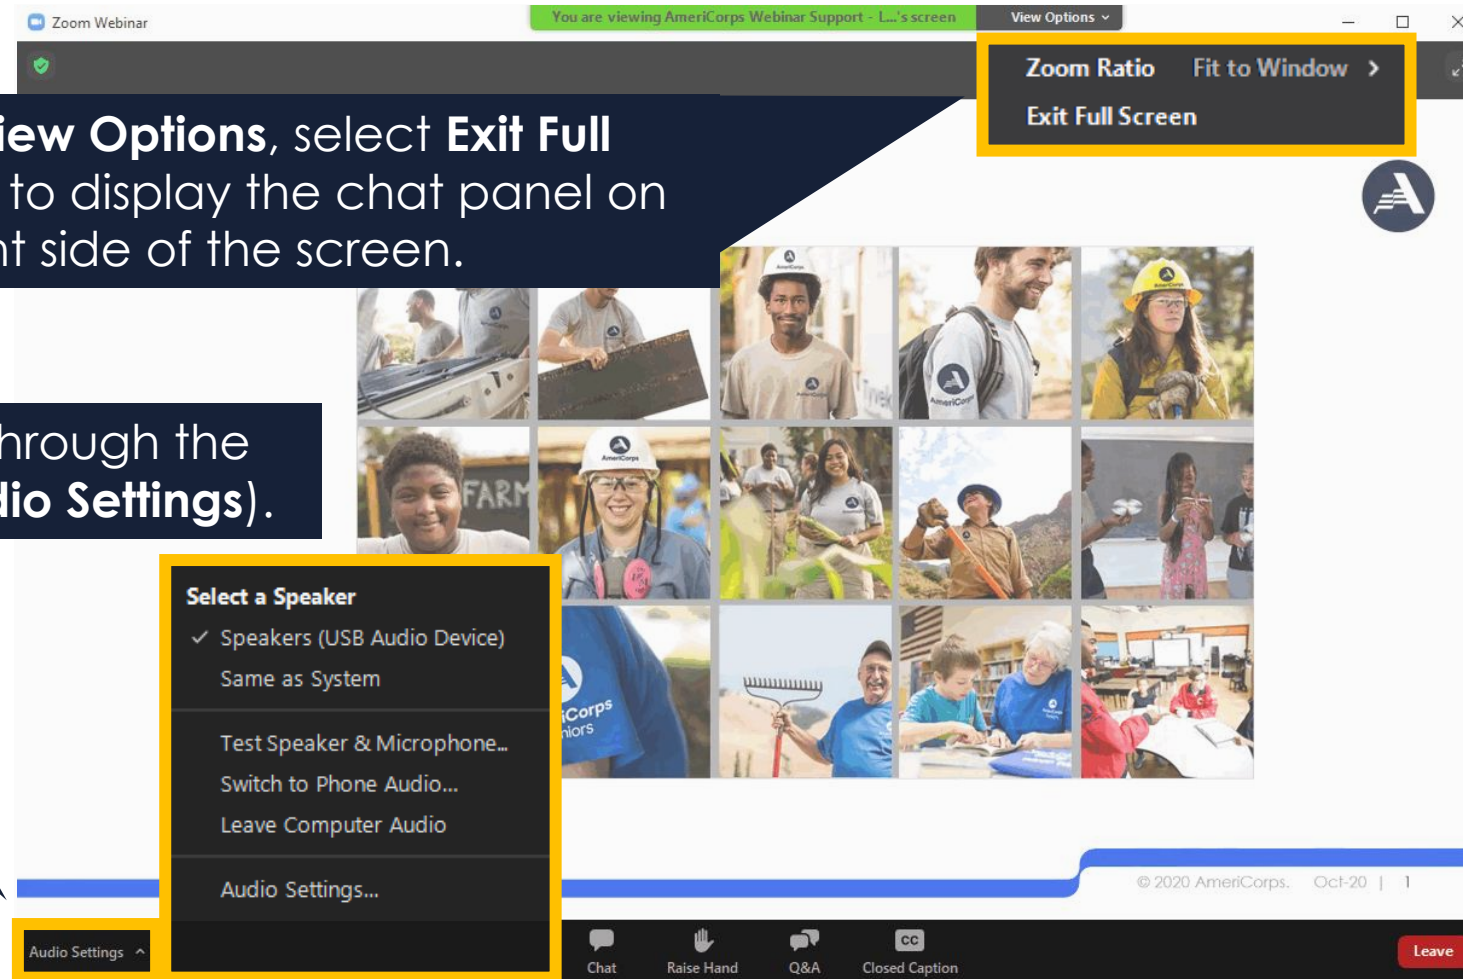 Zoom Webinar
You are viewing AmeriCorps Webinar Support - L...'s screen
View Options
Zoom Ratio Fit to Window >
Exit Full Screen
iew Options, select Exit Full
to display the chat panel on
nt side of the screen.
hrough the
dio Settings).
AmeriCorps
AmeriCorps
AmeriCorps
FARM
Select a Speaker
✓ Speakers (USB Audio Device)
Same as System
Test Speaker & Microphone...
Switch to Phone Audio...
Leave Computer Audio
Audio Settings...
iCorps
niors
© 2020 AmeriCorps. Oct-20 | 1
Audio Settings ^
Chat
Raise Hand
Q&A
CC
Closed Caption
Leave